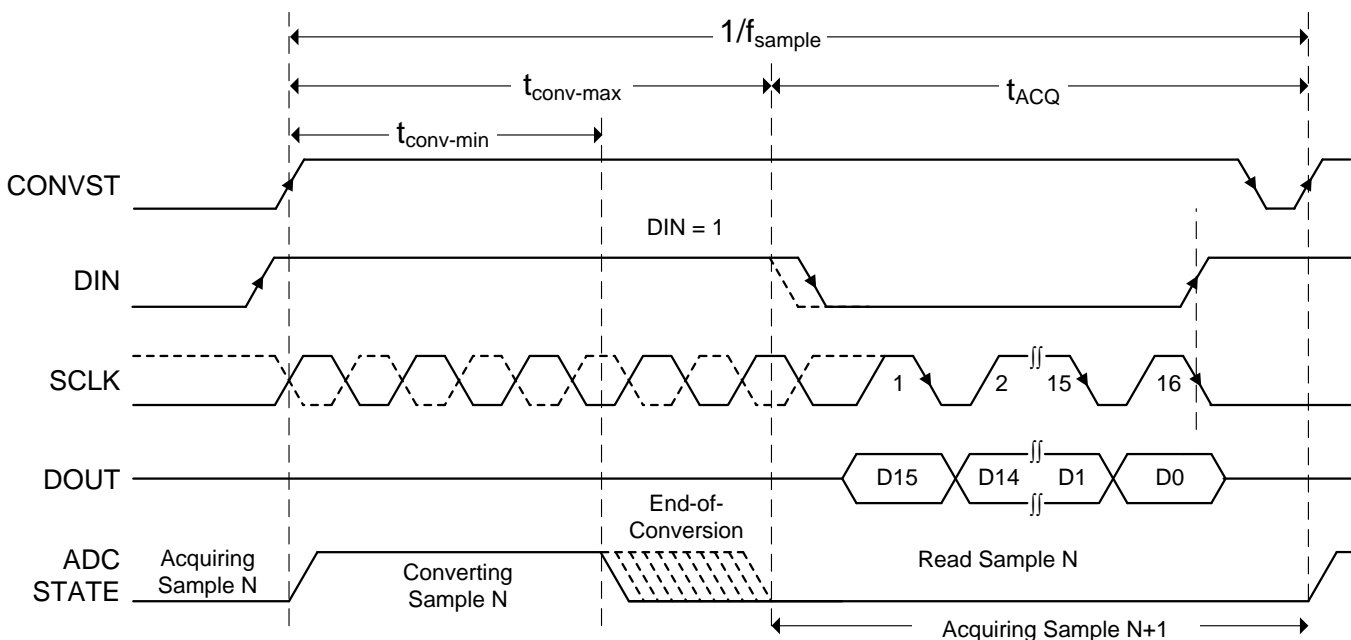 1/fsample
tconv-max
tACQ
tconv-min
CONVST
DIN = 1
DIN
SCLK
1
2
15
16
DOUT
D15
D14
D1
D0
End-of-
Conversion
ADC
STATE
Acquiring
Sample N
Converting
Sample N
Read Sample N
Acquiring Sample N+1